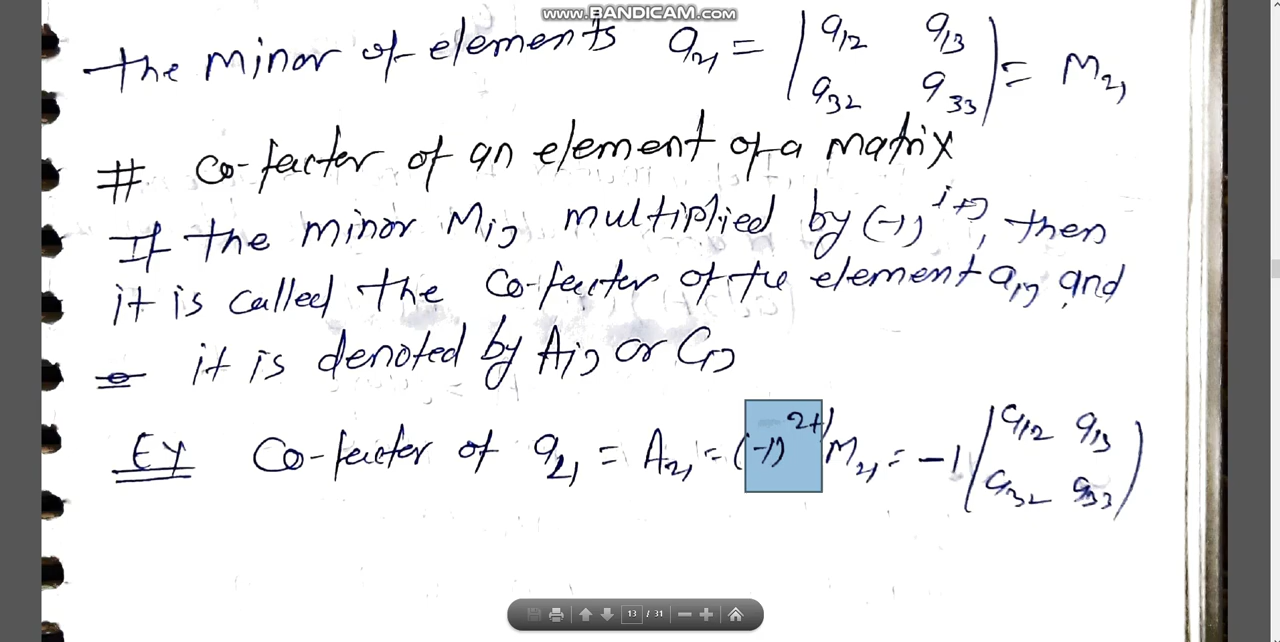 www.BANDICAM.com
the minor of elements a₂₁ = |a₁₂ a₁₃| = M₂₁
|a₃₂ a₃₃|
# Co-factor of an element of a matrix
If the minor Mij multiplied by (-1)^i+j, then
it is called the Co-factor of the element aij and
it is denoted by Aij or Cij
Ex Co-factor of a₂₁ = A₂₁ = (-1)^2+1 M₂₁ = -1 |a₁₂ a₁₃|
|a₃₂ a₃₃|
13 / 31